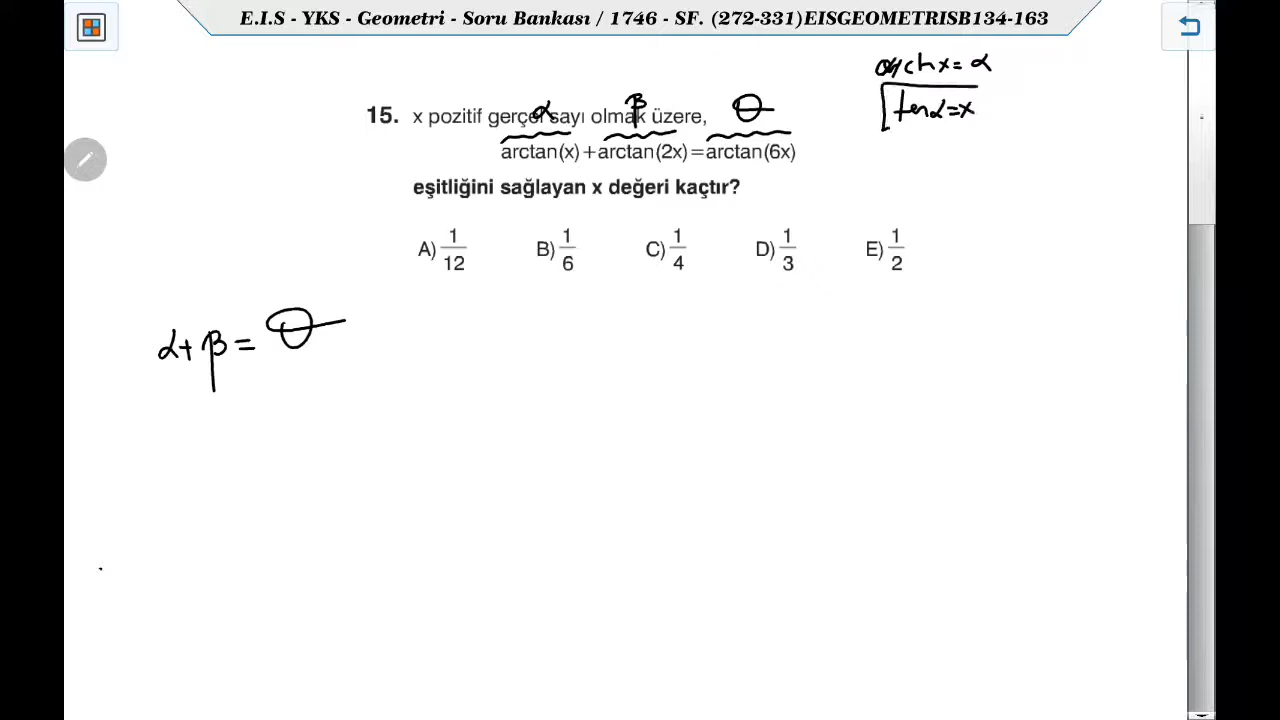 E.I.S - YKS - Geometri - Soru Bankası / 1746 - SF. (272-331)EISGEOMETRISB134-163
arctn x = α
tanα = x
15. x pozitif gerçel sayı olmak üzere,
α β θ
arctan(x) + arctan(2x) = arctan(6x)
eşitliğini sağlayan x değeri kaçtır?
A) 1/12 B) 1/6 C) 1/4 D) 1/3 E) 1/2
α + β = θ